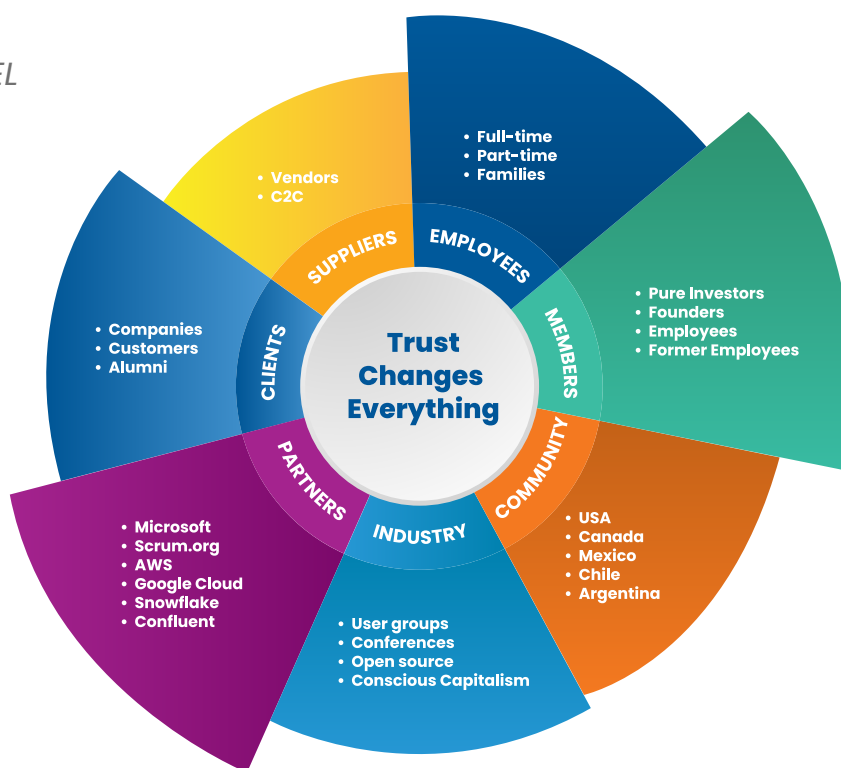 EL
• Full-time
• Part-time
• Families
EMPLOYEES
• Pure Investors
• Founders
• Employees
• Former Employees
MEMBERS
• USA
• Canada
• Mexico
• Chile
• Argentina
COMMUNITY
• User groups
• Conferences
• Open source
• Conscious Capitalism
INDUSTRY
• Microsoft
• Scrum.org
• AWS
• Google Cloud
• Snowflake
• Confluent
PARTNERS
• Companies
• Customers
• Alumni
CLIENTS
• Vendors
• C2C
SUPPLIERS
Trust
Changes
Everything